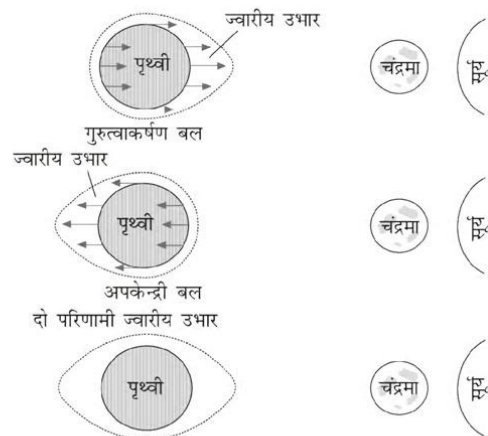 ज्वारीय उभार
पृथ्वी
चंद्रमा
सूर्य
गुरुत्वाकर्षण बल
ज्वारीय उभार
पृथ्वी
चंद्रमा
सूर्य
अपकेन्द्री बल
दो परिणामी ज्वारीय उभार
पृथ्वी
चंद्रमा
सूर्य